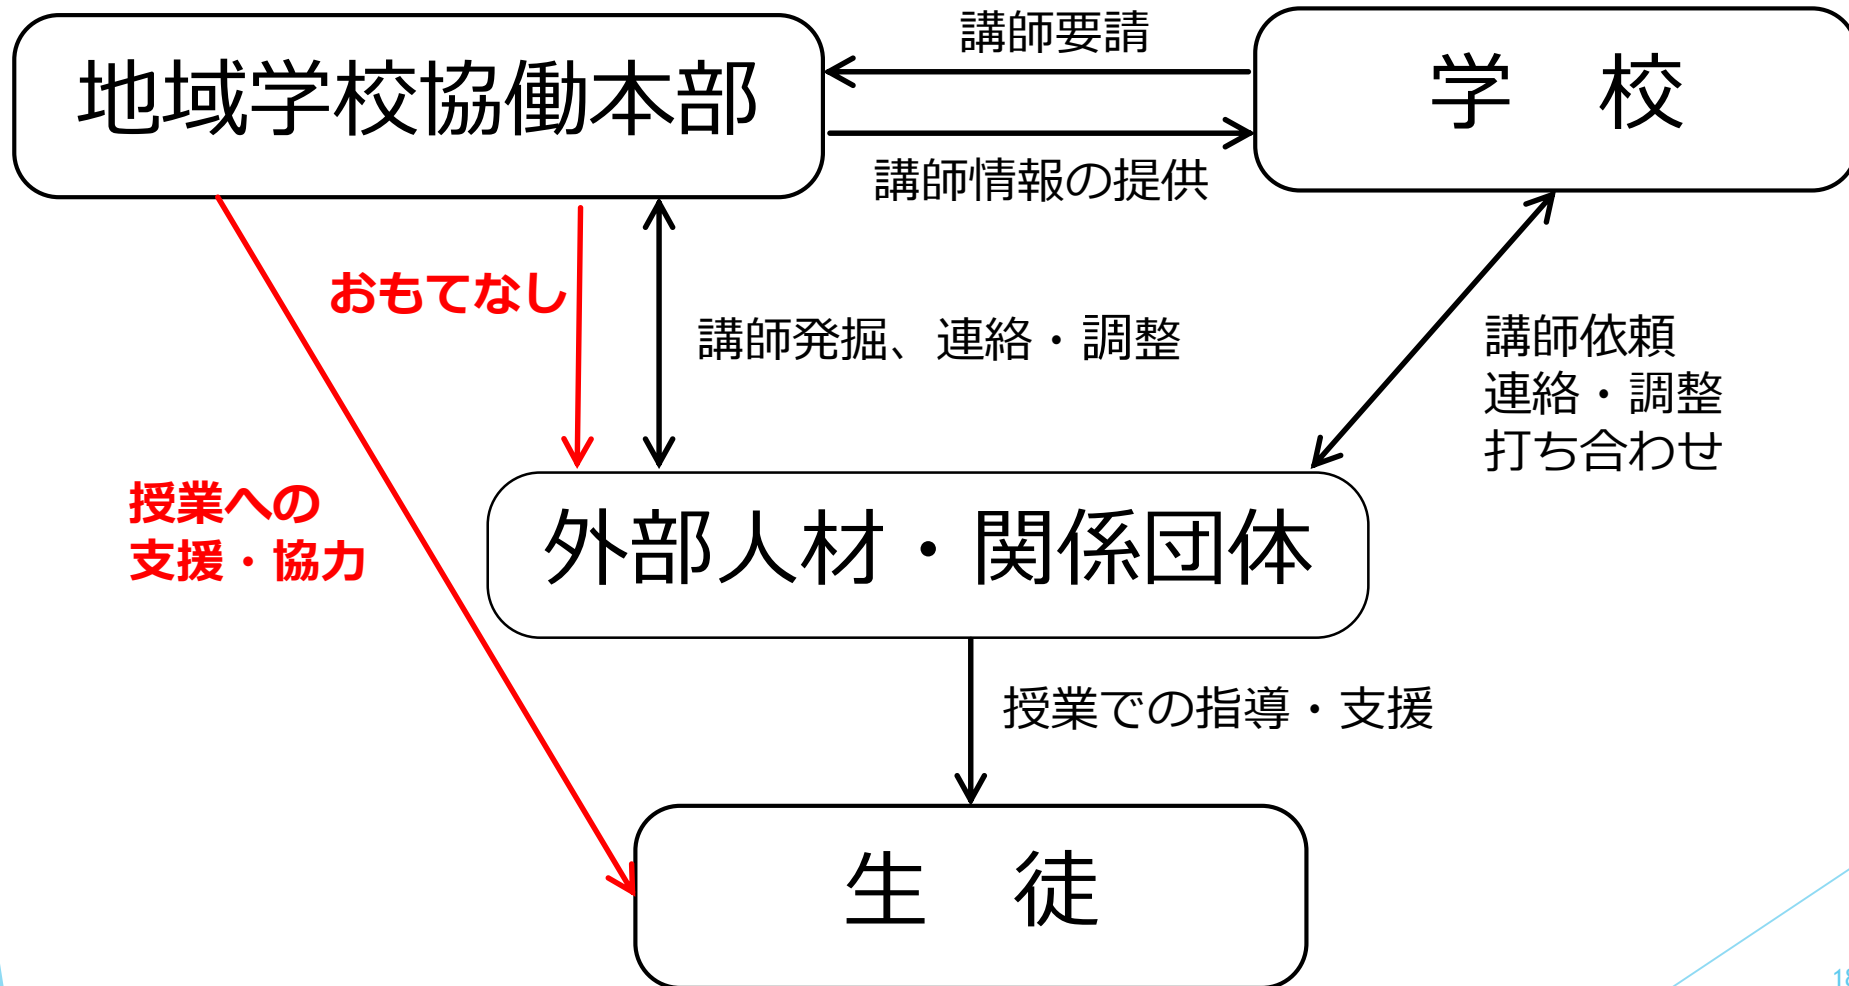 講師要請
地域学校協働本部
学　校
講師情報の提供
おもてなし
講師発掘、連絡・調整
講師依頼
連絡・調整
打ち合わせ
授業への
支援・協力
外部人材・関係団体
授業での指導・支援
生　徒
18